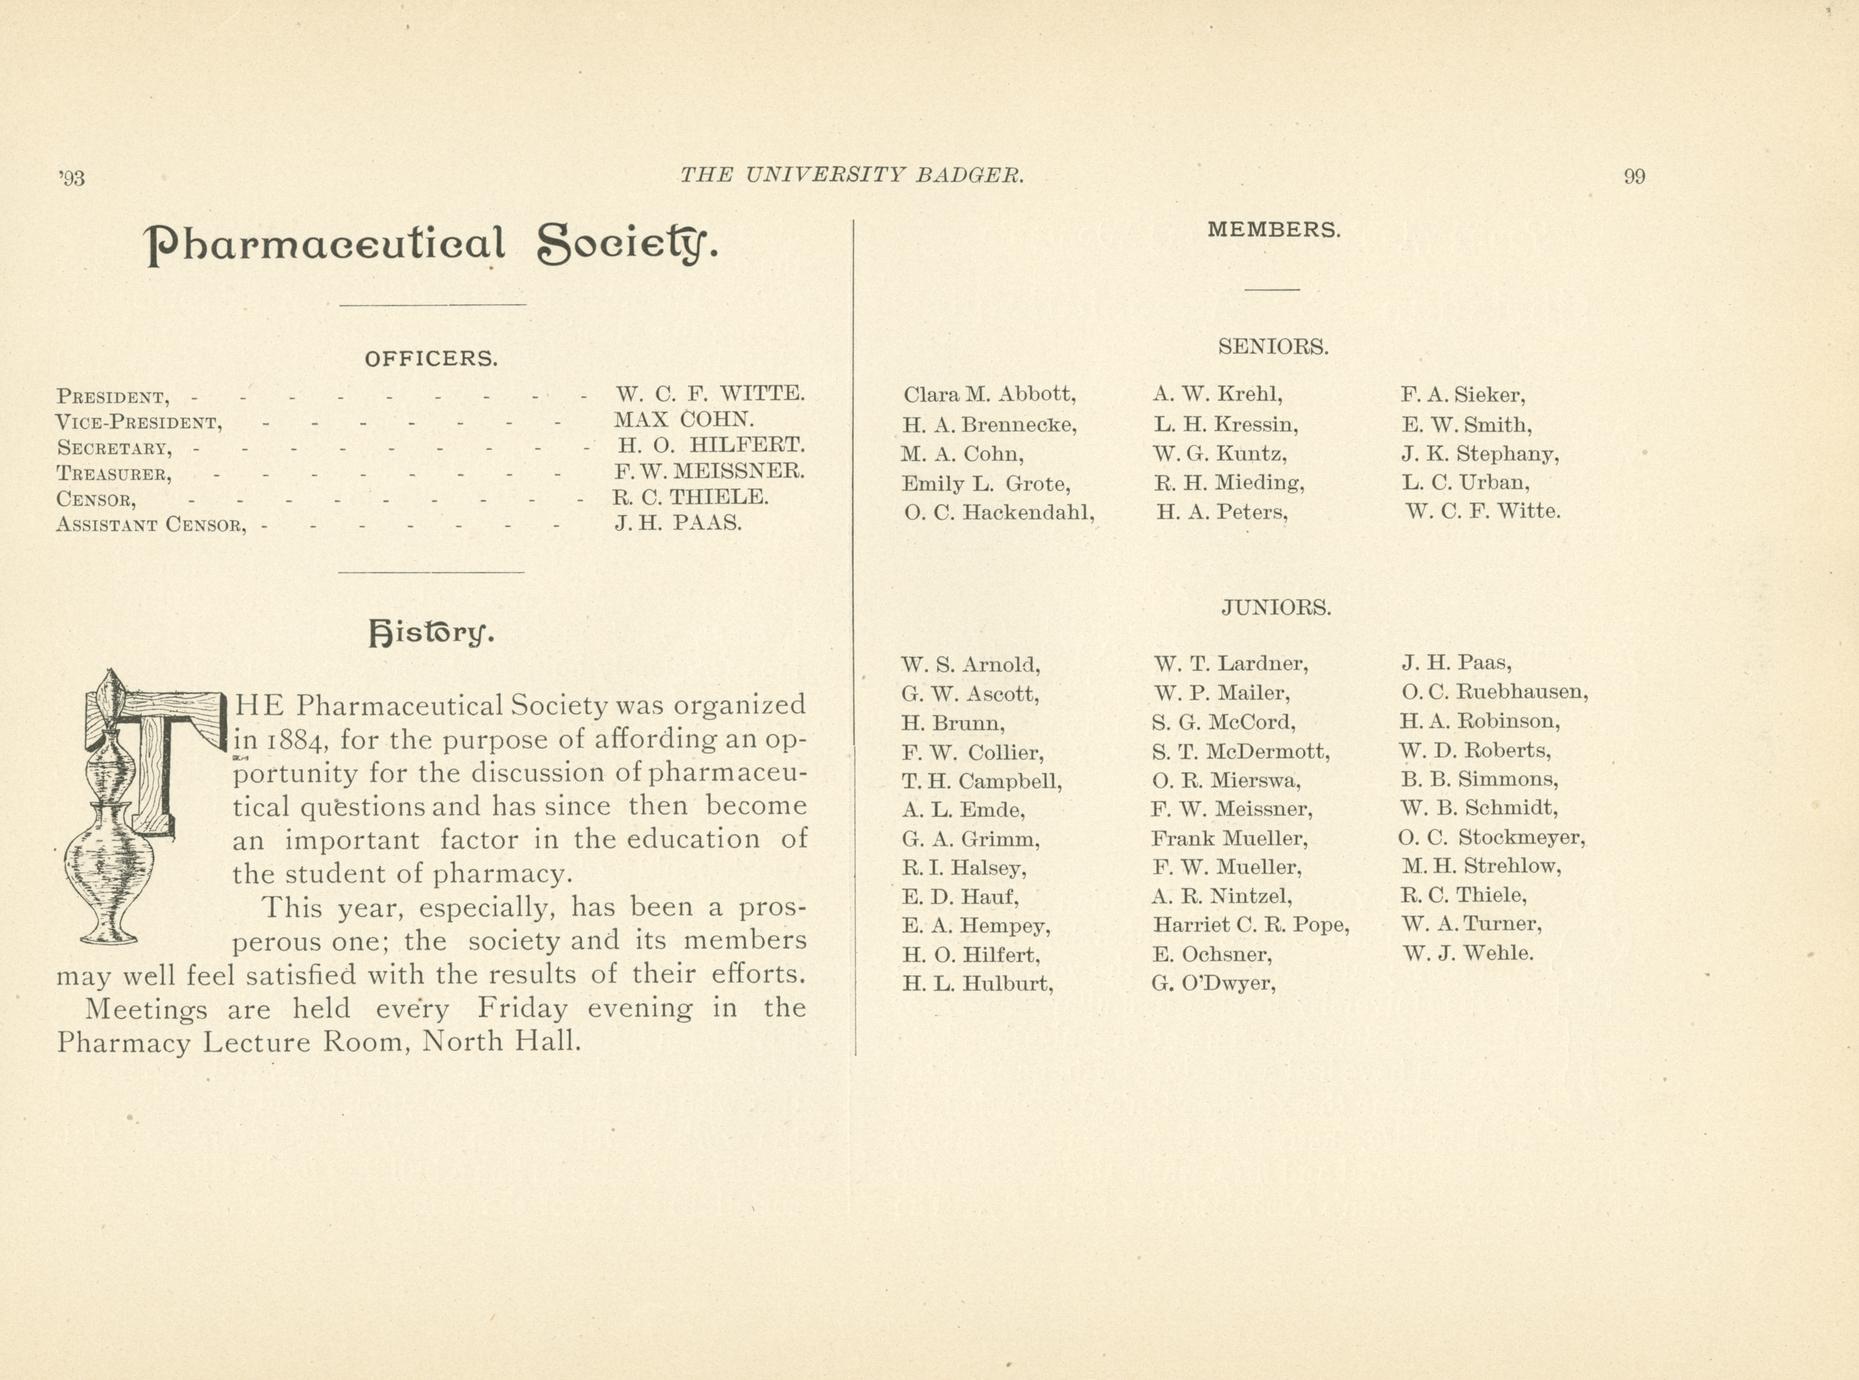 '93
THE UNIVERSITY BADGER.
99
Pharmaceutical Society.
OFFICERS.
PRESIDENT, - - - - - - - - - W. C. F. WITTE.
VICE-PRESIDENT, - - - - - - - MAX COHN.
SECRETARY, - - - - - - - - - H. O. HILFERT.
TREASURER, - - - - - - - - F. W. MEISSNER.
CENSOR, - - - - - - - - - R. C. THIELE.
ASSISTANT CENSOR, - - - - - - - J. H. PAAS.
History.
THE Pharmaceutical Society was organized
in 1884, for the purpose of affording an op-
portunity for the discussion of pharmaceu-
tical questions and has since then become
an important factor in the education of
the student of pharmacy.
This year, especially, has been a pros-
perous one; the society and its members
may well feel satisfied with the results of their efforts.
Meetings are held every Friday evening in the
Pharmacy Lecture Room, North Hall.
MEMBERS.
SENIORS.
Clara M. Abbott, A. W. Krehl, F. A. Sieker,
H. A. Brennecke, L. H. Kressin, E. W. Smith,
M. A. Cohn, W. G. Kuntz, J. K. Stephany,
Emily L. Grote, R. H. Mieding, L. C. Urban,
O. C. Hackendahl, H. A. Peters, W. C. F. Witte.
JUNIORS.
W. S. Arnold, W. T. Lardner, J. H. Paas,
G. W. Ascott, W. P. Mailer, O. C. Ruebhausen,
H. Brunn, S. G. McCord, H. A. Robinson,
F. W. Collier, S. T. McDermott, W. D. Roberts,
T. H. Campbell, O. R. Mierswa, B. B. Simmons,
A. L. Emde, F. W. Meissner, W. B. Schmidt,
G. A. Grimm, Frank Mueller, O. C. Stockmeyer,
R. I. Halsey, F. W. Mueller, M. H. Strehlow,
E. D. Hauf, A. R. Nintzel, R. C. Thiele,
E. A. Hempey, Harriet C. R. Pope, W. A. Turner,
H. O. Hilfert, E. Ochsner, W. J. Wehle.
H. L. Hulburt, G. O'Dwyer,